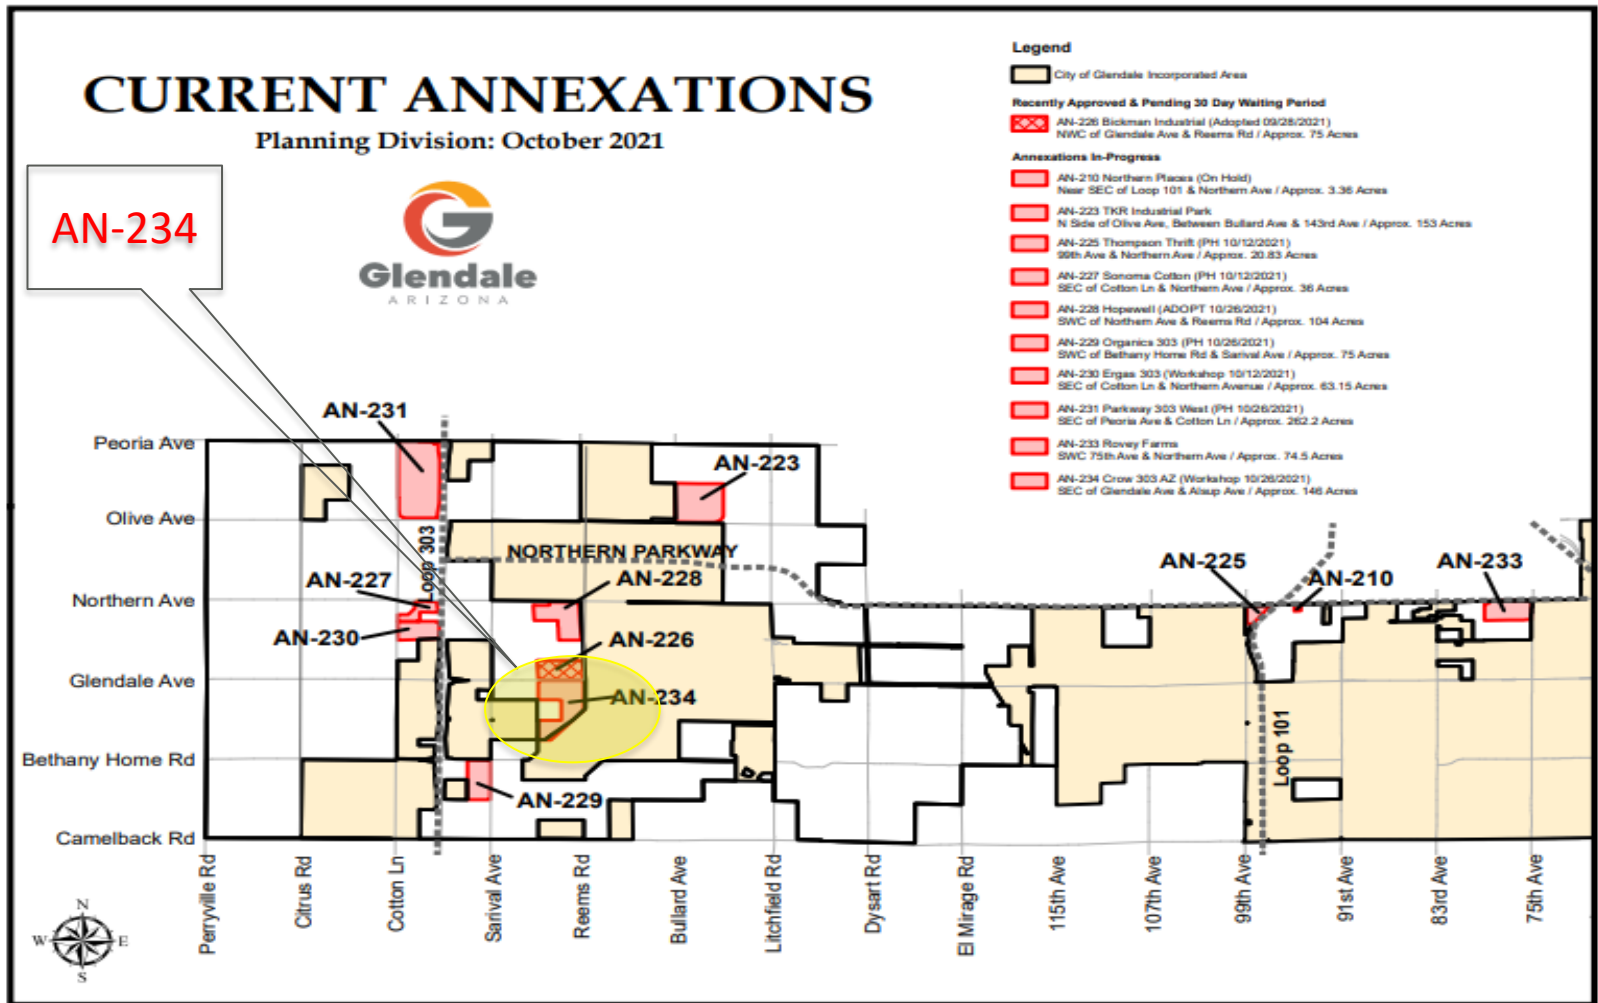 CURRENT ANNEXATIONS
Planning Division: October 2021
AN-234
Glendale
ARIZONA
Legend
City of Glendale Incorporated Area
Recently Approved & Pending 30 Day Waiting Period
AN-226 Bickman Industrial (Adopted 09/28/2021)
NWC of Glendale Ave & Reems Rd / Approx. 75 Acres
Annexations In-Progress
AN-210 Northern Places (On Hold)
Near SEC of Loop 101 & Northern Ave / Approx. 3.36 Acres
AN-223 TKR Industrial Park
N Side of Olive Ave, Between Bullard Ave & 143rd Ave / Approx. 153 Acres
AN-225 Thompson Thrift (PH 10/12/2021)
99th Ave & Northern Ave / Approx. 20.83 Acres
AN-227 Sonoma Cotton (PH 10/12/2021)
SEC of Cotton Ln & Northern Ave / Approx. 36 Acres
AN-228 Hopewell (ADOPT 10/26/2021)
SWC of Northern Ave & Reems Rd / Approx. 104 Acres
AN-229 Organics 303 (PH 10/26/2021)
SWC of Bethany Home Rd & Sarival Ave / Approx. 75 Acres
AN-230 Ergas 303 (Workshop 10/12/2021)
SEC of Cotton Ln & Northern Avenue / Approx. 63.15 Acres
AN-231 Parkway 303 West (PH 10/26/2021)
SEC of Peoria Ave & Cotton Ln / Approx. 262.2 Acres
AN-233 Rovey Farms
SWC 75th Ave & Northern Ave / Approx. 74.5 Acres
AN-234 Crow 303 AZ (Workshop 10/26/2021)
SEC of Glendale Ave & Alsup Ave / Approx. 146 Acres
AN-231
Peoria Ave
AN-223
Olive Ave
Loop 303
NORTHERN PARKWAY
AN-225
AN-210
AN-233
AN-227
AN-228
Northern Ave
AN-230
AN-226
Glendale Ave
AN-234
Loop 101
Bethany Home Rd
AN-229
Camelback Rd
Perryville Rd
Citrus Rd
Cotton Ln
Sarival Ave
Reems Rd
Bullard Ave
Litchfield Rd
Dysart Rd
El Mirage Rd
115th Ave
107th Ave
99th Ave
91st Ave
83rd Ave
75th Ave
N
W
E
S